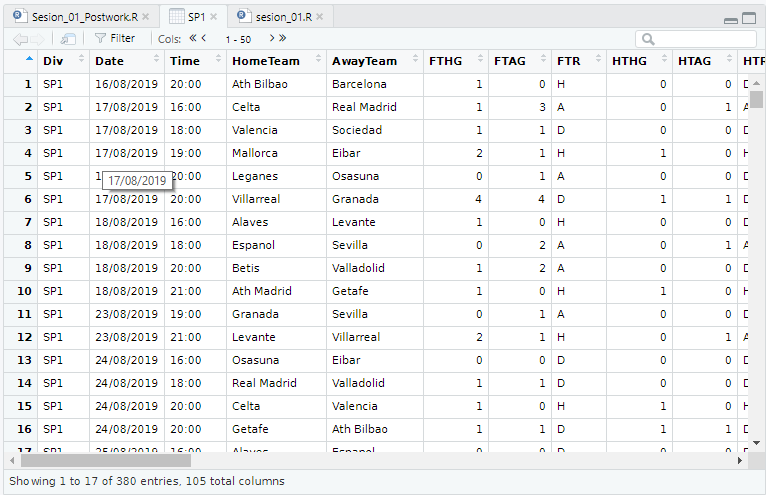 Sesion_01_Postwork.R SP1 sesion_01.R
Filter Cols: 1 - 50
Div Date Time HomeTeam AwayTeam FTHG FTAG FTR HTHG HTAG HTR
1 SP1 16/08/2019 20:00 Ath Bilbao Barcelona 1 0 H 0 0 D
2 SP1 17/08/2019 16:00 Celta Real Madrid 1 3 A 0 1 A
3 SP1 17/08/2019 18:00 Valencia Sociedad 1 1 D 0 0 D
4 SP1 17/08/2019 19:00 Mallorca Eibar 2 1 H 1 0 H
5 SP1 1 20:00 Leganes Osasuna 0 1 A 0 0 D
17/08/2019
6 SP1 17/08/2019 20:00 Villarreal Granada 4 4 D 1 1 D
7 SP1 18/08/2019 16:00 Alaves Levante 1 0 H 0 0 D
8 SP1 18/08/2019 18:00 Espanol Sevilla 0 2 A 0 1 A
9 SP1 18/08/2019 20:00 Betis Valladolid 1 2 A 0 0 D
10 SP1 18/08/2019 21:00 Ath Madrid Getafe 1 0 H 1 0 H
11 SP1 23/08/2019 19:00 Granada Sevilla 0 1 A 0 0 D
12 SP1 23/08/2019 21:00 Levante Villarreal 2 1 H 0 1 A
13 SP1 24/08/2019 16:00 Osasuna Eibar 0 0 D 0 0 D
14 SP1 24/08/2019 18:00 Real Madrid Valladolid 1 1 D 0 0 D
15 SP1 24/08/2019 20:00 Celta Valencia 1 0 H 1 0 H
16 SP1 24/08/2019 20:00 Getafe Ath Bilbao 1 1 D 1 1 D
17 SP1 25/08/2019 16:00 Alaves Espanol 0 0 D 0 0 D
Showing 1 to 17 of 380 entries, 105 total columns